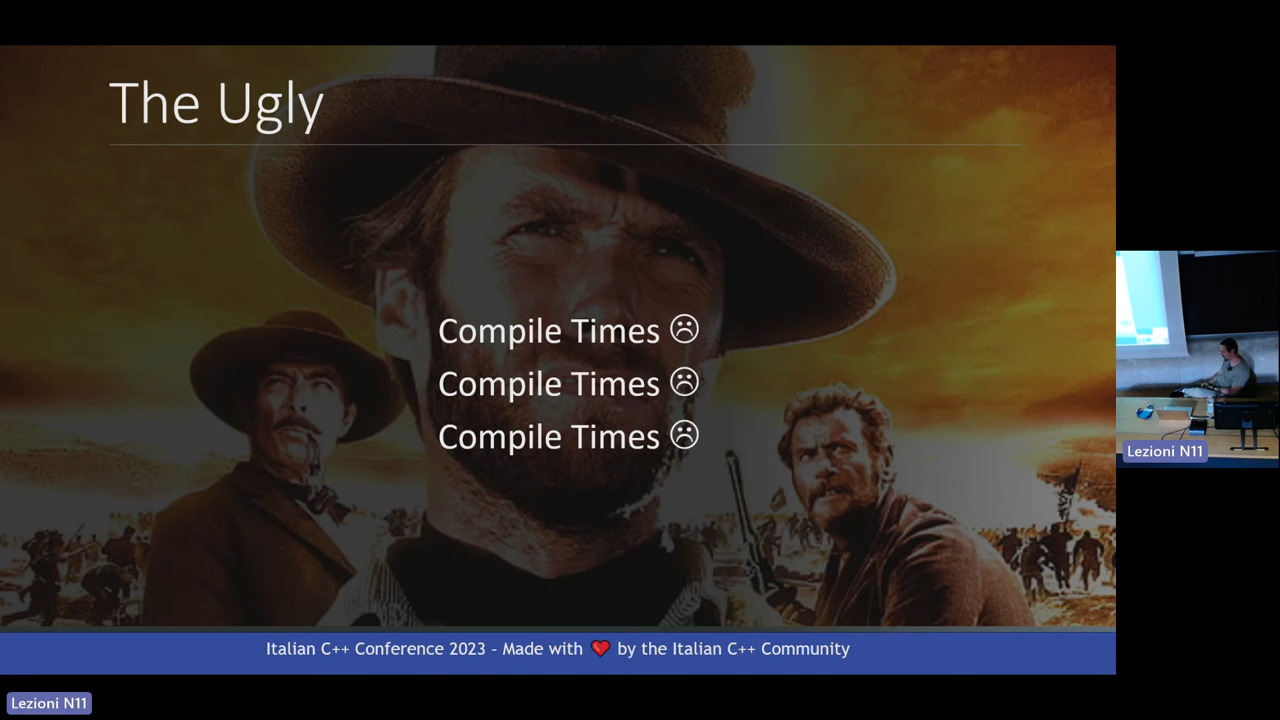 The Ugly
Compile Times ☹
Compile Times ☹
Compile Times ☹
Italian C++ Conference 2023 - Made with ❤ by the Italian C++ Community
Lezioni N11
Lezioni N11